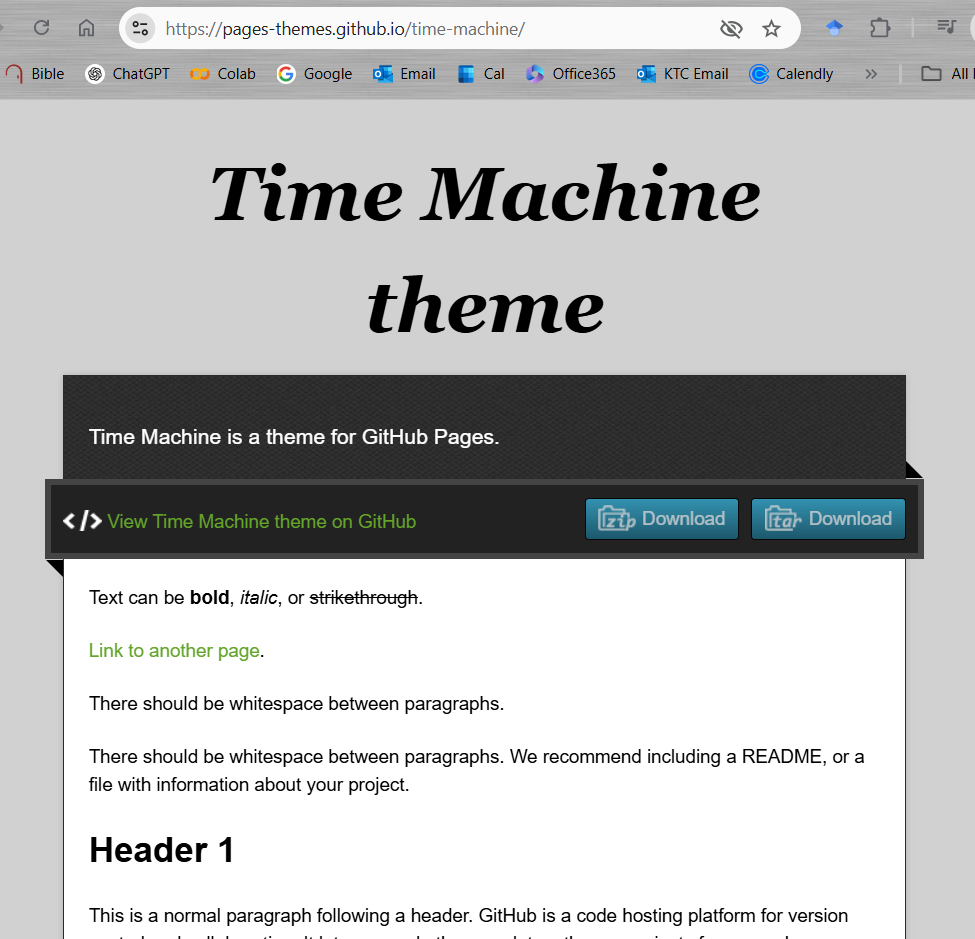 https://pages-themes.github.io/time-machine/
Bible ChatGPT Colab Google Email Cal Office365 KTC Email Calendly » All
Time Machine
theme
Time Machine is a theme for GitHub Pages.
View Time Machine theme on GitHub zip Download tar Download
Text can be bold, italic, or strikethrough.
Link to another page.
There should be whitespace between paragraphs.
There should be whitespace between paragraphs. We recommend including a README, or a
file with information about your project.
Header 1
This is a normal paragraph following a header. GitHub is a code hosting platform for version